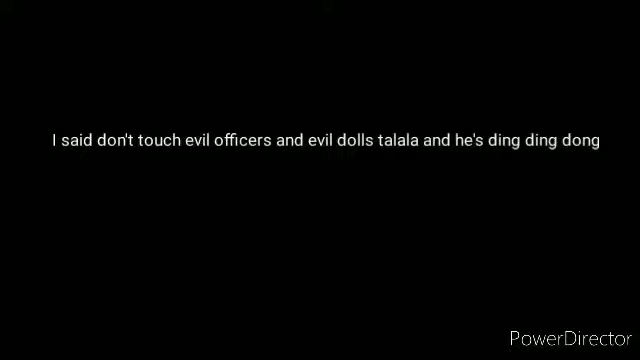 I said don't touch evil officers and evil dolls talala and he's ding ding dong
PowerDirector